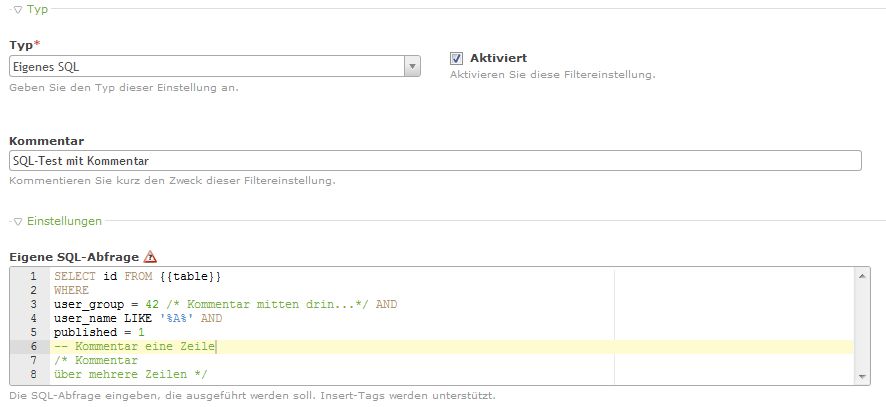 Typ
Typ*
Eigenes SQL
Aktiviert
Geben Sie den Typ dieser Einstellung an.
Aktivieren Sie diese Filtereinstellung.
Kommentar
SQL-Test mit Kommentar
Kommentieren Sie kurz den Zweck dieser Filtereinstellung.
Einstellungen
Eigene SQL-Abfrage
1 SELECT id FROM {{table}}
2 WHERE
3 user_group = 42 /* Kommentar mitten drin...*/ AND
4 user_name LIKE '%A%' AND
5 published = 1
6 -- Kommentar eine Zeile
7 /* Kommentar
8 über mehrere Zeilen */
Die SQL-Abfrage eingeben, die ausgeführt werden soll. Insert-Tags werden unterstützt.